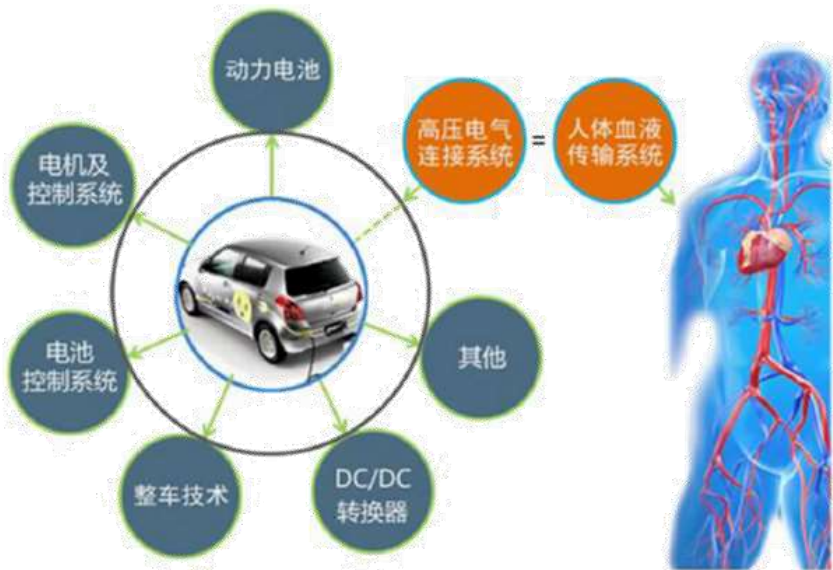 动力电池
电机及
控制系统
高压电气
连接系统
=
人体血液
传输系统
电池
控制系统
其他
整车技术
DC/DC
转换器